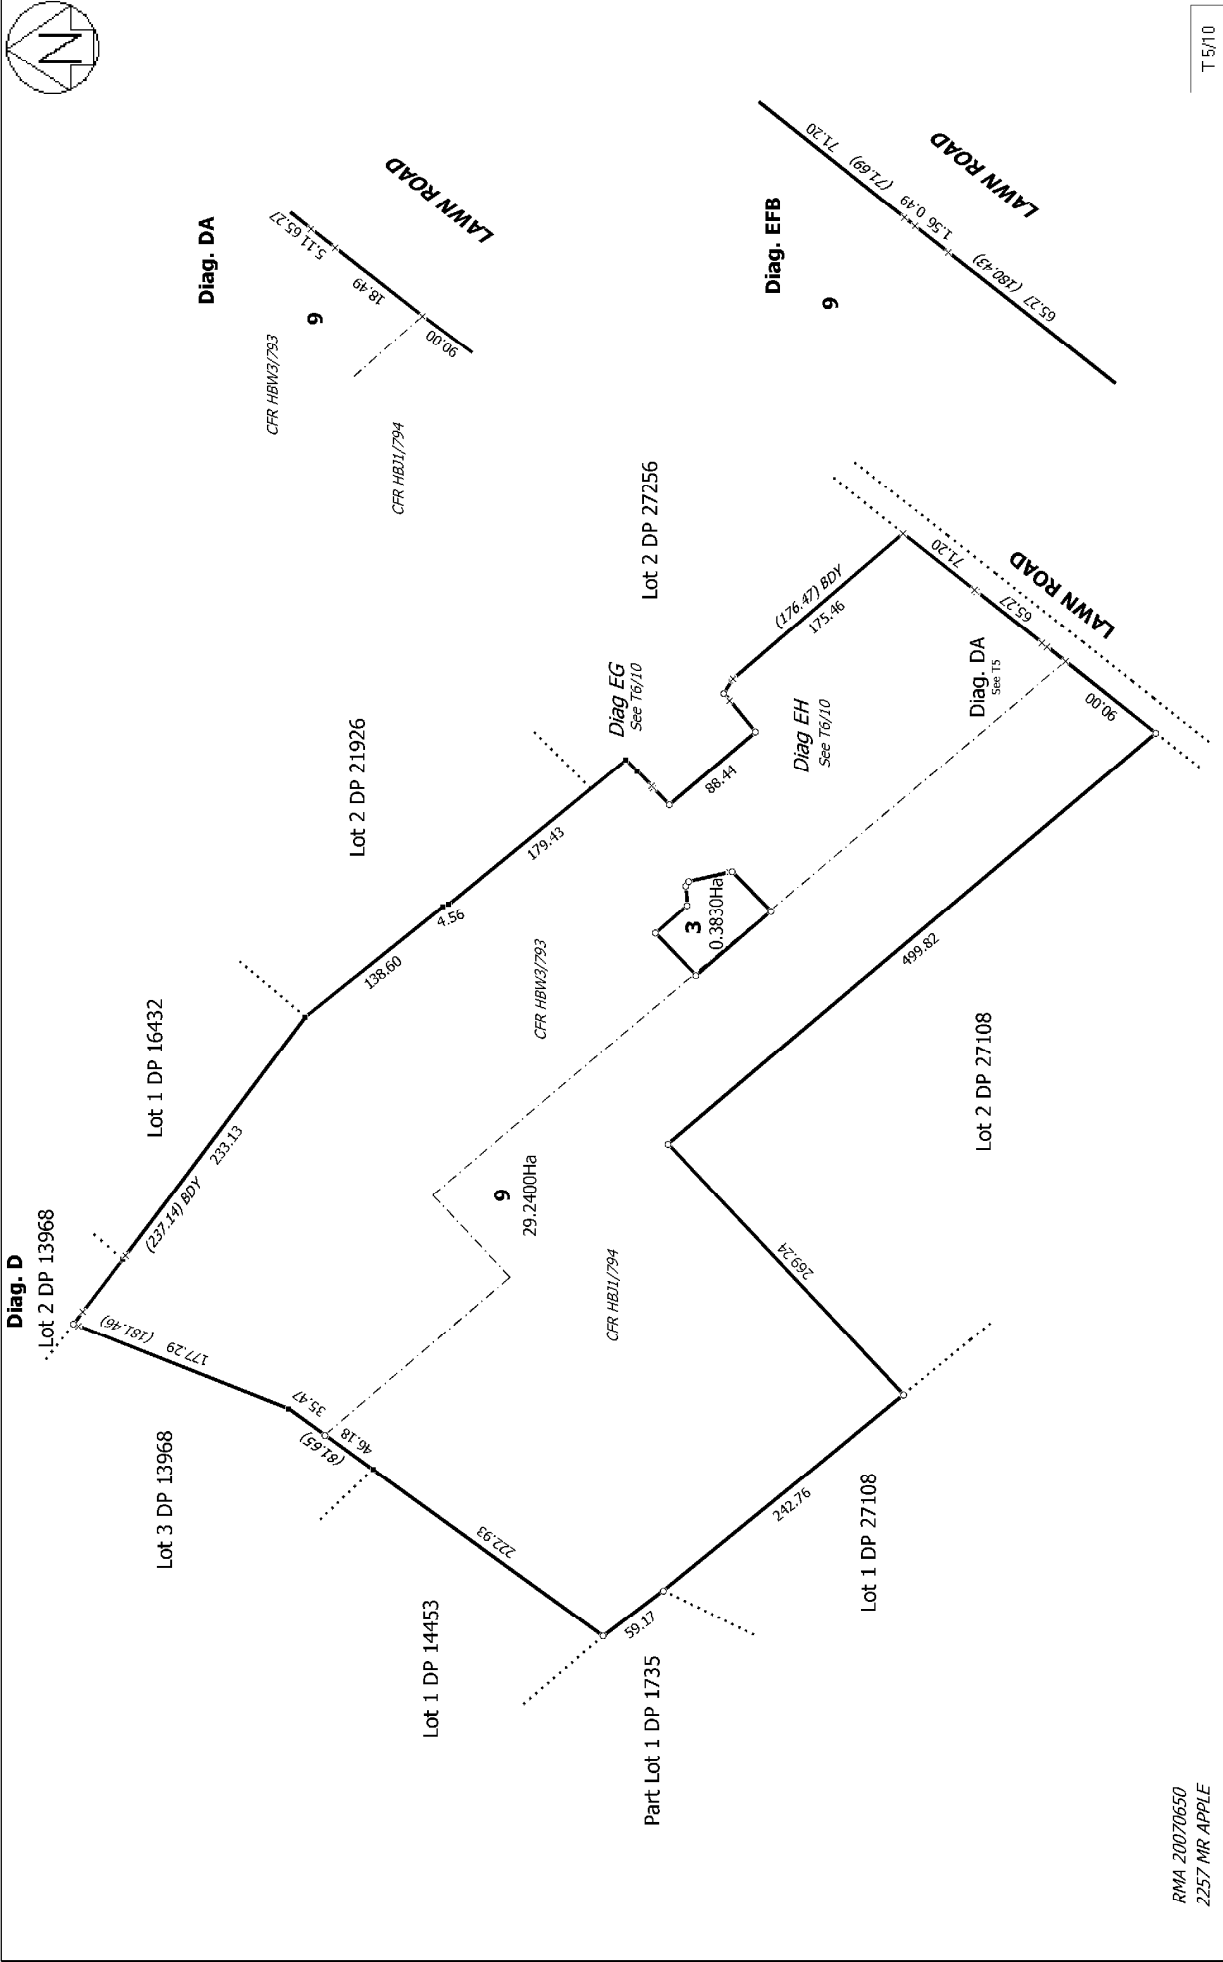 N
T 5/10
Diag. D
Lot 2 DP 13968
Lot 1 DP 16432
Lot 2 DP 21926
Lot 3 DP 13968
(237.14) BDY
233.13
(181.46)
177.29
35.47
(81.65)
46.18
138.60
4.56
179.43
Diag EG
See T6/10
Lot 2 DP 27256
Lot 1 DP 14453
222.93
CFR HBW3/793
9
29.2400Ha
CFR HBJ1/794
3
0.3830Ha
88.44
(176.47) BDY
175.46
Diag EH
See T6/10
Diag. DA
See T5
71.20
65.27
90.00
LAWN ROAD
499.82
269.24
242.76
59.17
Part Lot 1 DP 1735
Lot 1 DP 27108
Lot 2 DP 27108
Diag. DA
CFR HBW3/793
9
CFR HBJ1/794
65.27
5.11
18.49
90.00
LAWN ROAD
Diag. EFB
9
71.20
(71.69)
0.49
1.56
(180.43)
65.27
LAWN ROAD
RMA 20070650
2257 MR APPLE